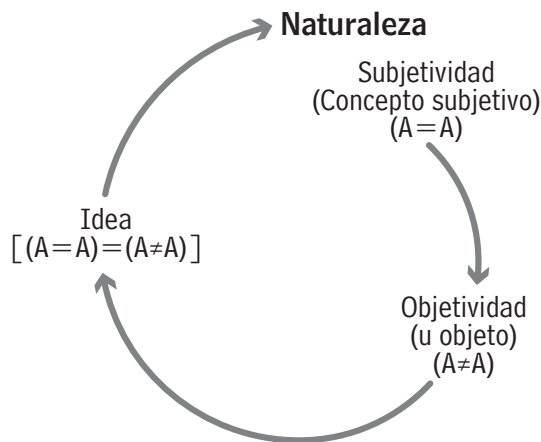 Naturaleza
Subjetividad
(Concepto subjetivo)
(A=A)
Objetividad
(u objeto)
(A≠A)
Idea
[(A=A)=(A≠A)]